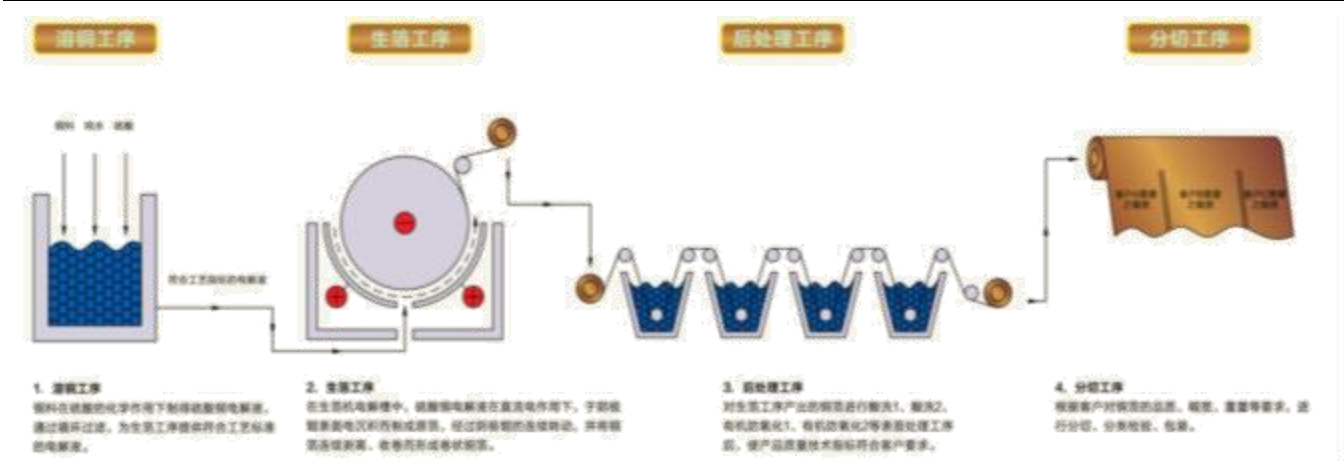 溶铜工序
生箔工序
后处理工序
分切工序
铜料 纯水 硫酸
符合工艺指标的电解液
1、溶铜工序
铜料在硫酸的化学作用下制得硫酸铜电解液，
通过循环过滤，为生箔工序提供符合工艺标准
的电解液。
2、生箔工序
在生箔机电解槽中，硫酸铜电解液在直流电作用下，于阴极
辊表面电沉积而制成原箔，经过阴极辊的连续转动，并将铜
箔连续剥离、收卷而形成卷状铜箔。
3、后处理工序
对生箔工序产出的铜箔进行酸洗1、酸洗2、
有机防氧化1、有机防氧化2等表面处理工序
后，使产品质量技术指标符合客户要求。
4、分切工序
根据客户对铜箔的品质、幅宽、重量等要求，进
行分切、分类检验、包装。